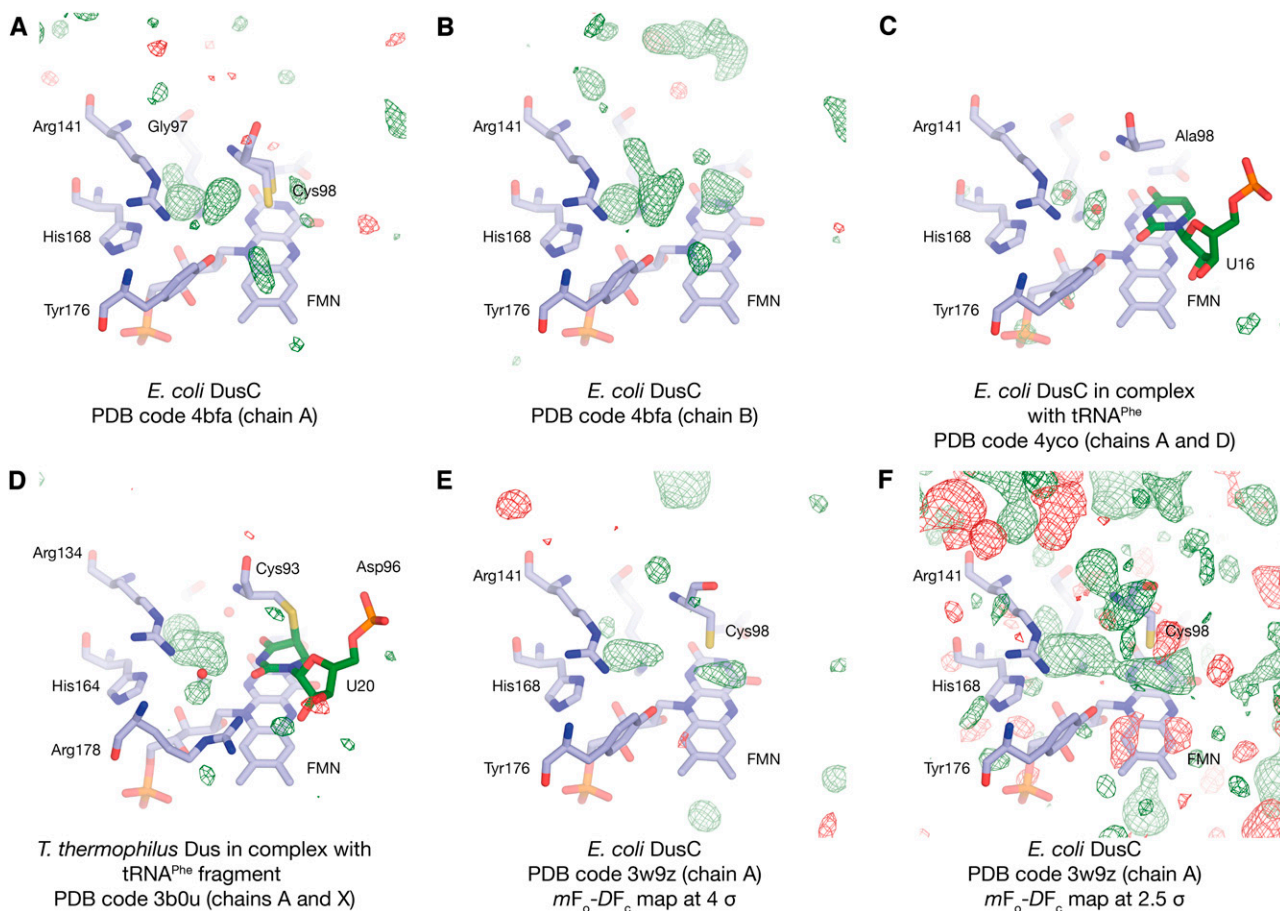 A
Arg141
Gly97
Cys98
His168
Tyr176
FMN
E. coli DusC
PDB code 4bfa (chain A)
B
Arg141
His168
Tyr176
FMN
E. coli DusC
PDB code 4bfa (chain B)
C
Arg141
Ala98
His168
U16
Tyr176
FMN
E. coli DusC in complex
with tRNAPhe
PDB code 4yco (chains A and D)
D
Arg134
Cys93
Asp96
His164
U20
Arg178
FMN
T. thermophilus Dus in complex with
tRNAPhe fragment
PDB code 3b0u (chains A and X)
E
Arg141
Cys98
His168
Tyr176
FMN
E. coli DusC
PDB code 3w9z (chain A)
mFo-DFc map at 4 σ
F
Arg141
Cys98
His168
Tyr176
FMN
E. coli DusC
PDB code 3w9z (chain A)
mFo-DFc map at 2.5 σ